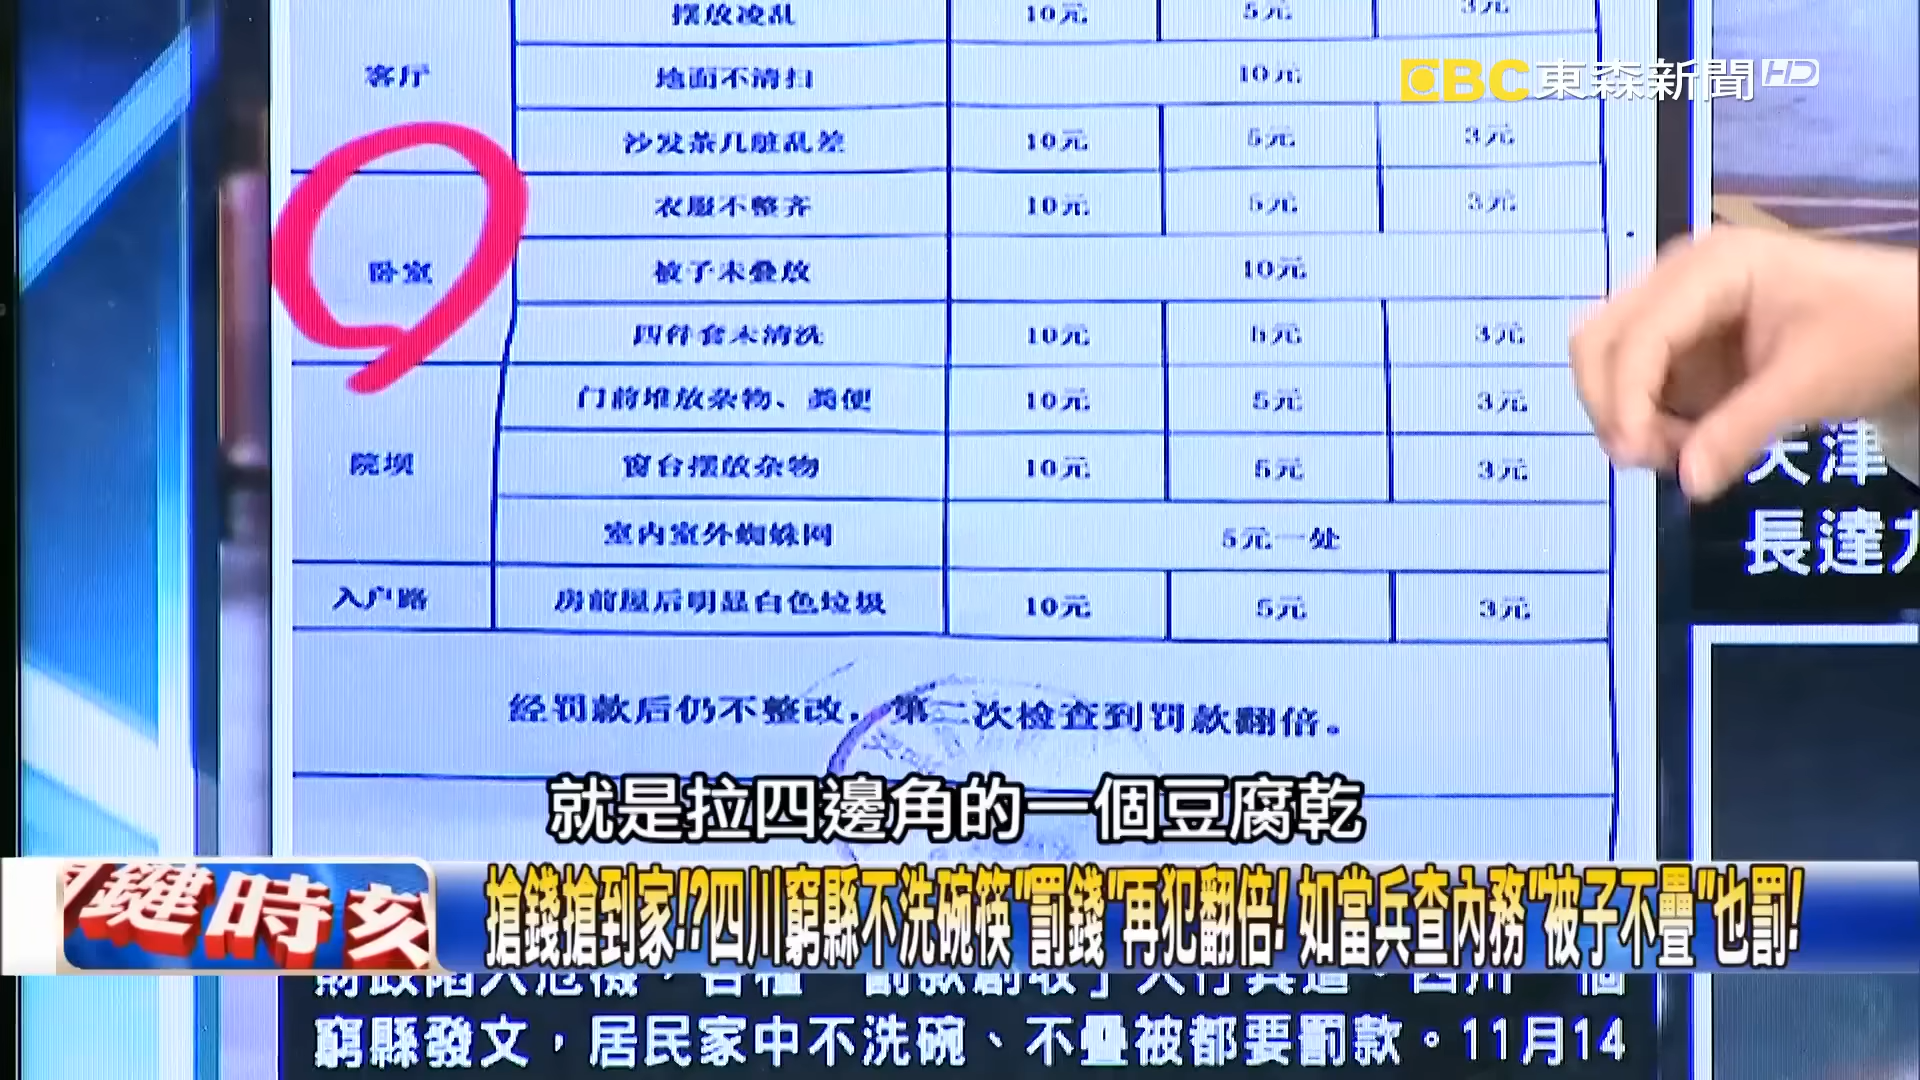 摆放凌乱 10元 5元 3元
客厅 地面不清扫 10元
EBC東森新聞HD
沙发茶几脏乱差 10元 5元 3元
衣服不整齐 10元 5元 3元
卧室 被子未叠放 10元
四件套未清洗 10元 5元 3元
门前堆放杂物、粪便 10元 5元 3元
院坝 窗台摆放杂物 10元 5元 3元
室内室外蜘蛛网 5元一处
入户路 房前屋后明显白色垃圾 10元 5元 3元
天津
長達
经罚款后仍不整改，第二次检查到罚款翻倍。
就是拉四邊角的一個豆腐乾
鍵時刻
搶錢搶到家!?四川窮縣不洗碗筷"罰錢"再犯翻倍!如當兵查內務"被子不疊"也罰!
窮縣發文，居民家中不洗碗、不疊被都要罰款。11月14